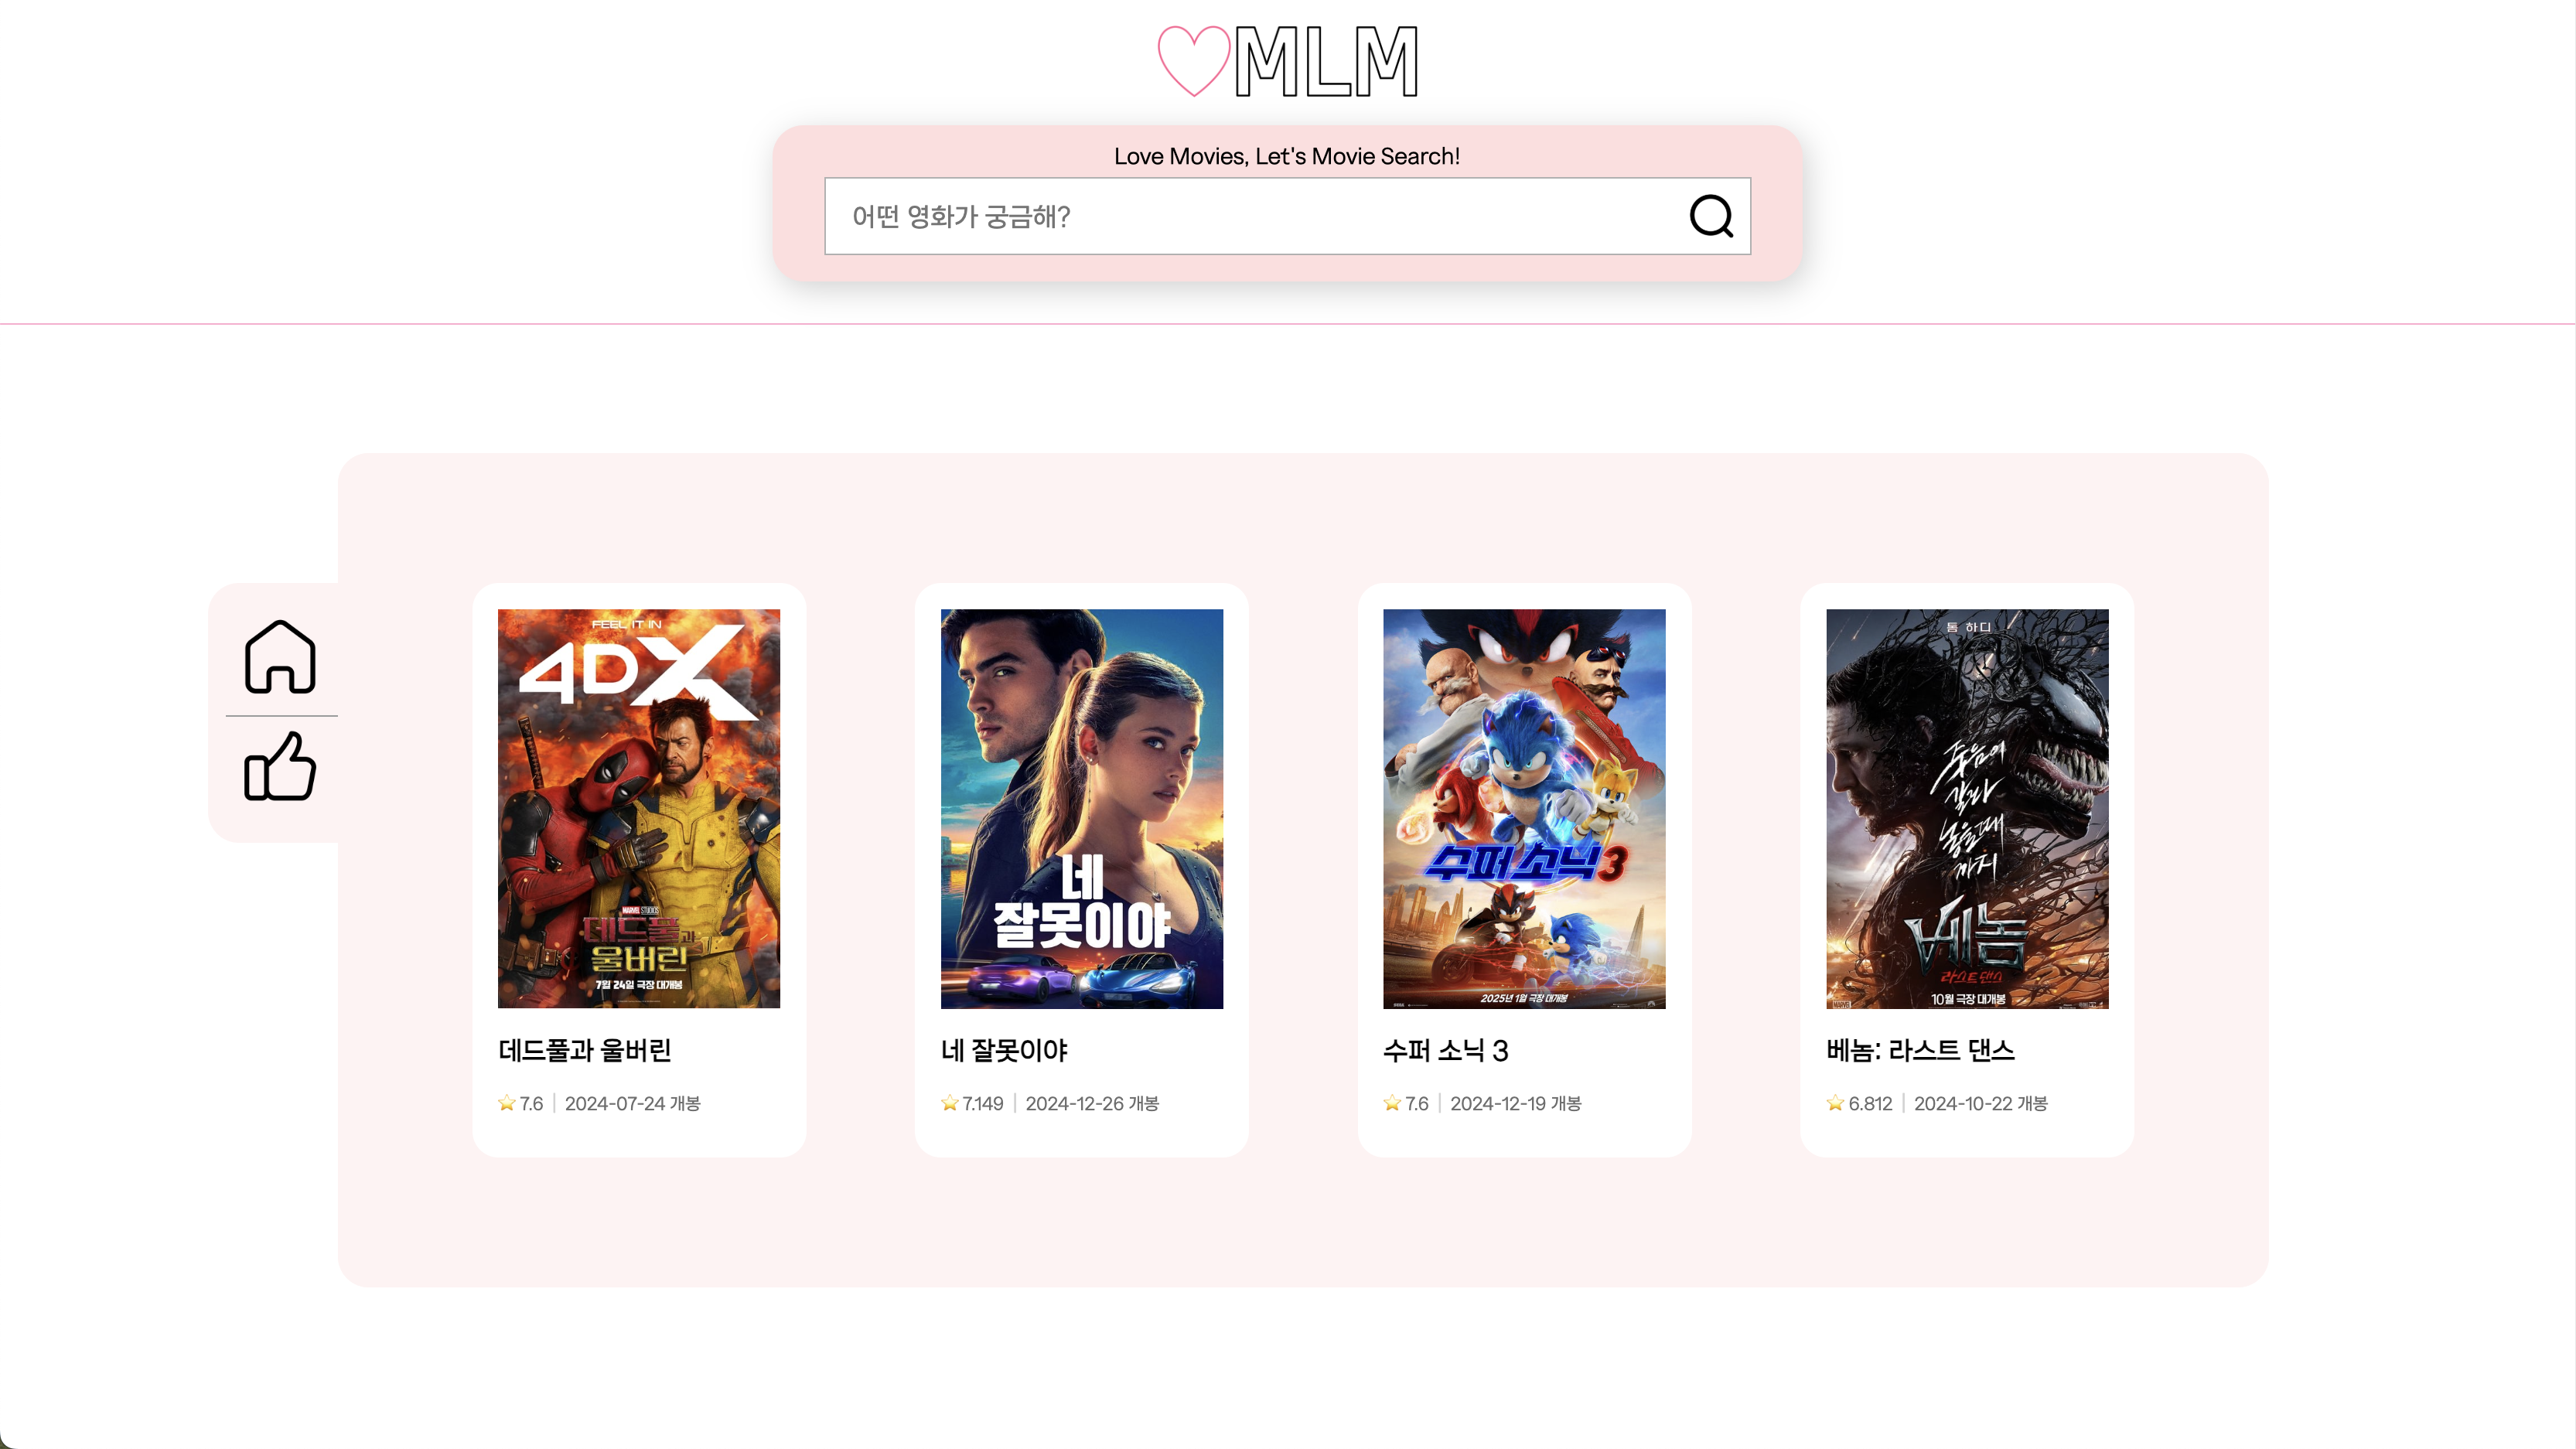 MLM
Love Movies, Let's Movie Search!
어떤 영화가 궁금해?
FEEL IT IN
4DX
MARVEL STUDIOS
데드풀과
울버린
7월 24일 극장 대개봉
데드풀과 울버린
7.6 | 2024-07-24 개봉
네
잘못이야
네 잘못이야
7.149 | 2024-12-26 개봉
수퍼 소닉 3
2025년 1월 극장 대개봉
수퍼 소닉 3
7.6 | 2024-12-19 개봉
톰 하디
죽음이
갈라
놓을 때
까지
베놈
라스트 댄스
10월 극장 대개봉
베놈: 라스트 댄스
6.812 | 2024-10-22 개봉